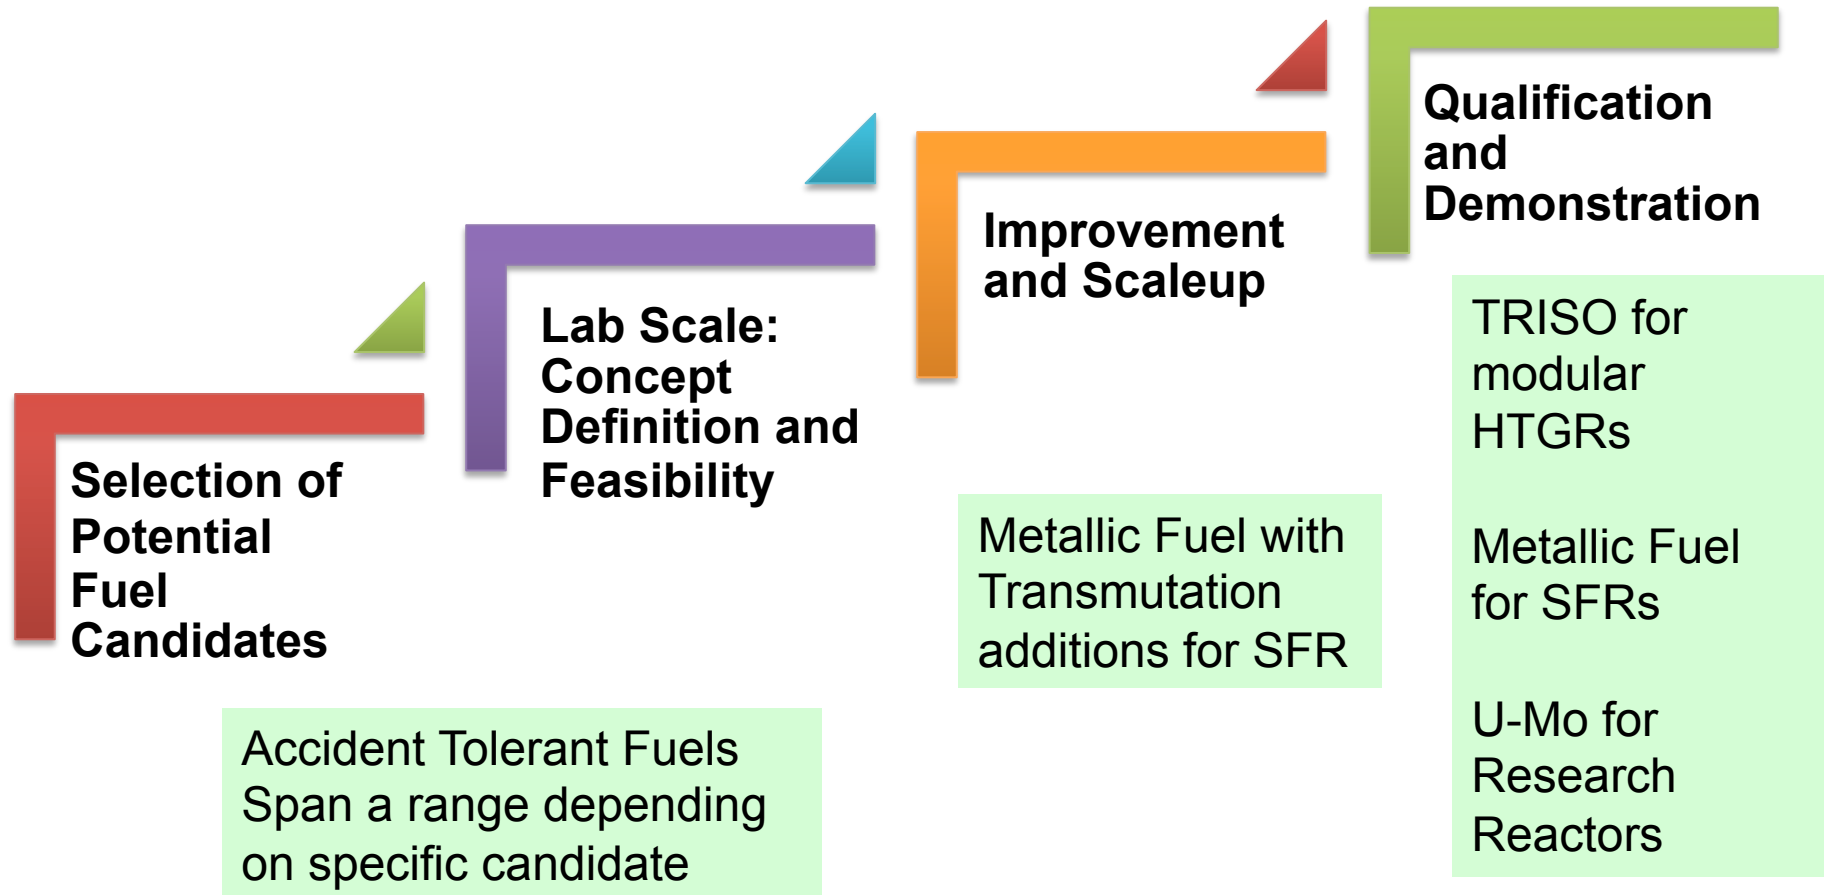 Selection of
Potential
Fuel
Candidates
Lab Scale:
Concept
Definition and
Feasibility
Improvement
and Scaleup
Qualification
and
Demonstration
Accident Tolerant Fuels
Span a range depending
on specific candidate
Metallic Fuel with
Transmutation
additions for SFR
TRISO for
modular
HTGRs
Metallic Fuel
for SFRs
U-Mo for
Research
Reactors